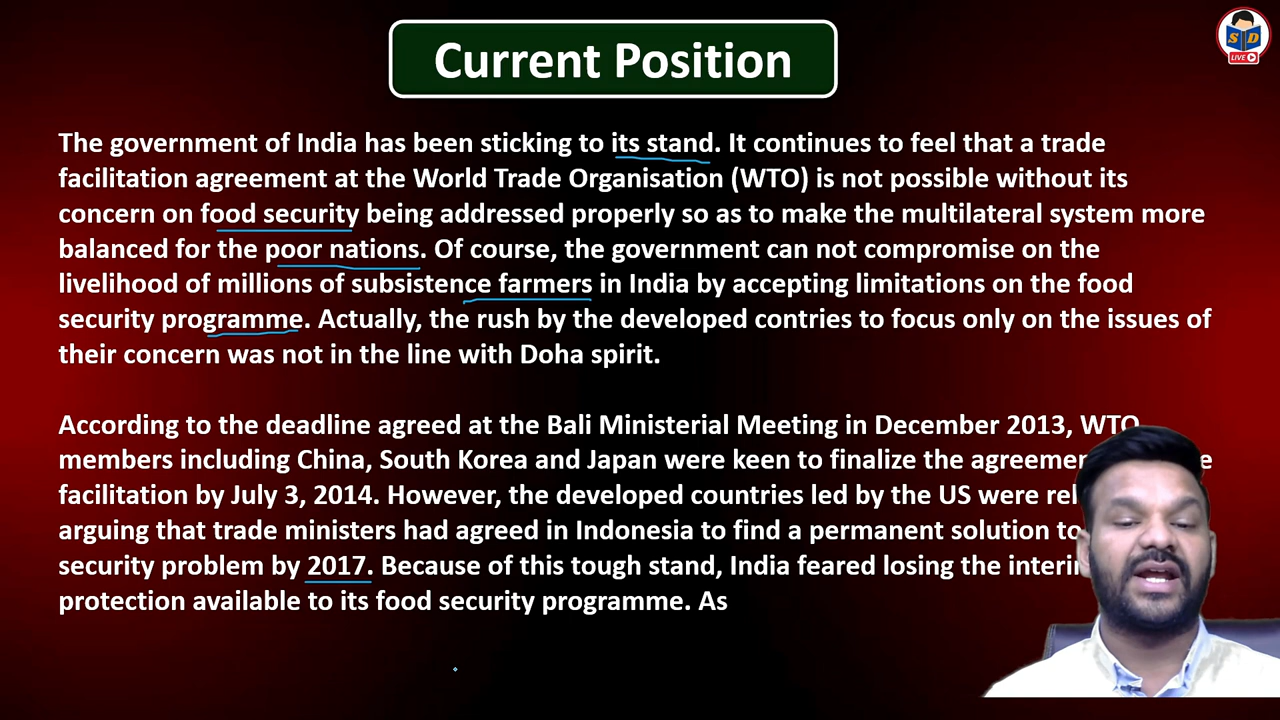 Current Position
S D
LIVE
The government of India has been sticking to its stand. It continues to feel that a trade
facilitation agreement at the World Trade Organisation (WTO) is not possible without its
concern on food security being addressed properly so as to make the multilateral system more
balanced for the poor nations. Of course, the government can not compromise on the
livelihood of millions of subsistence farmers in India by accepting limitations on the food
security programme. Actually, the rush by the developed contries to focus only on the issues of
their concern was not in the line with Doha spirit.
According to the deadline agreed at the Bali Ministerial Meeting in December 2013, WTO
members including China, South Korea and Japan were keen to finalize the
facilitation by July 3, 2014. However, the developed countries led by the US were
arguing that trade ministers had agreed in Indonesia to find a permanent solution to
security problem by 2017. Because of this tough stand, India feared losing the
protection available to its food security programme. As